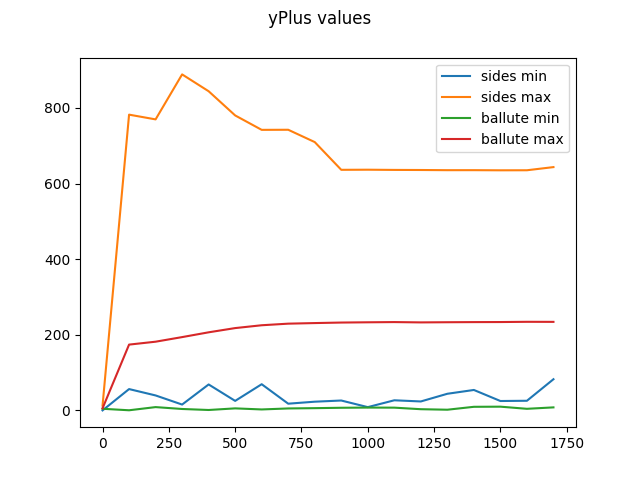 yPlus values
sides min
sides max
ballute min
ballute max
800
600
400
200
0
0 250 500 750 1000 1250 1500 1750